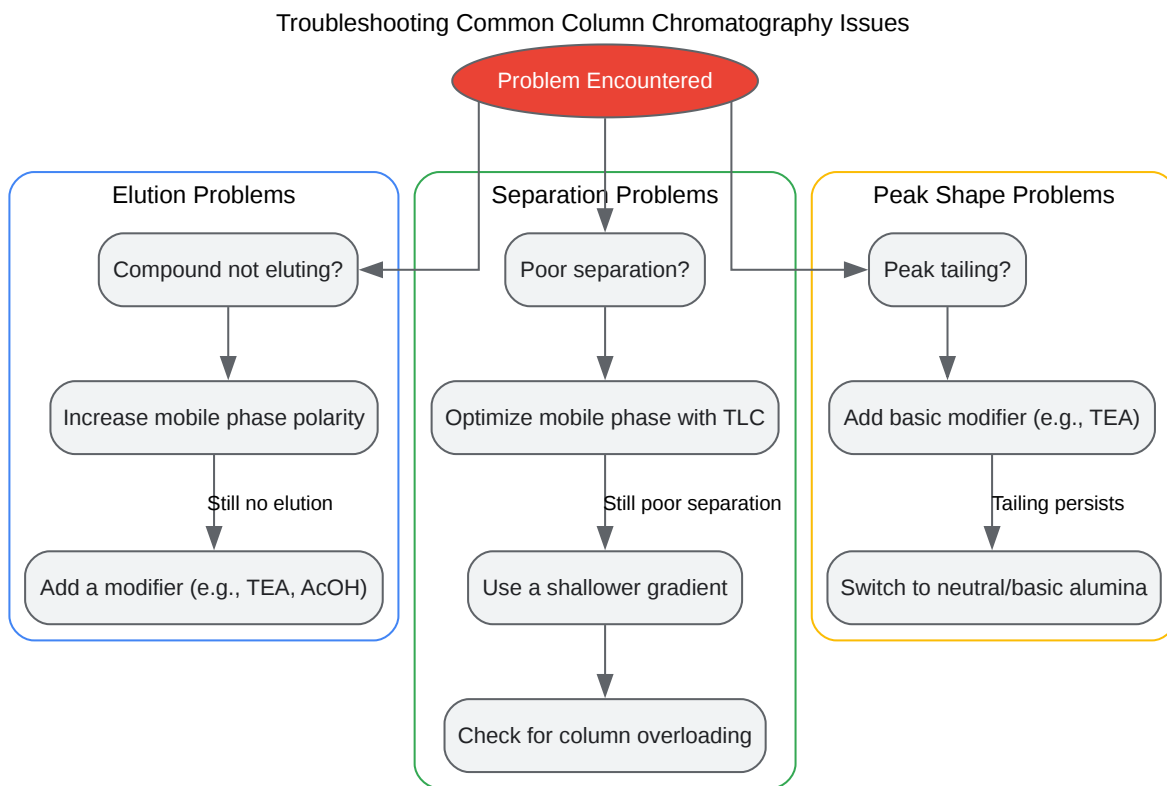 Troubleshooting Common Column Chromatography Issues
Problem Encountered
Elution Problems
Compound not eluting?
Increase mobile phase polarity
Still no elution
Add a modifier (e.g., TEA, AcOH)
Separation Problems
Poor separation?
Optimize mobile phase with TLC
Still poor separation
Use a shallower gradient
Check for column overloading
Peak Shape Problems
Peak tailing?
Add basic modifier (e.g., TEA)
Tailing persists
Switch to neutral/basic alumina